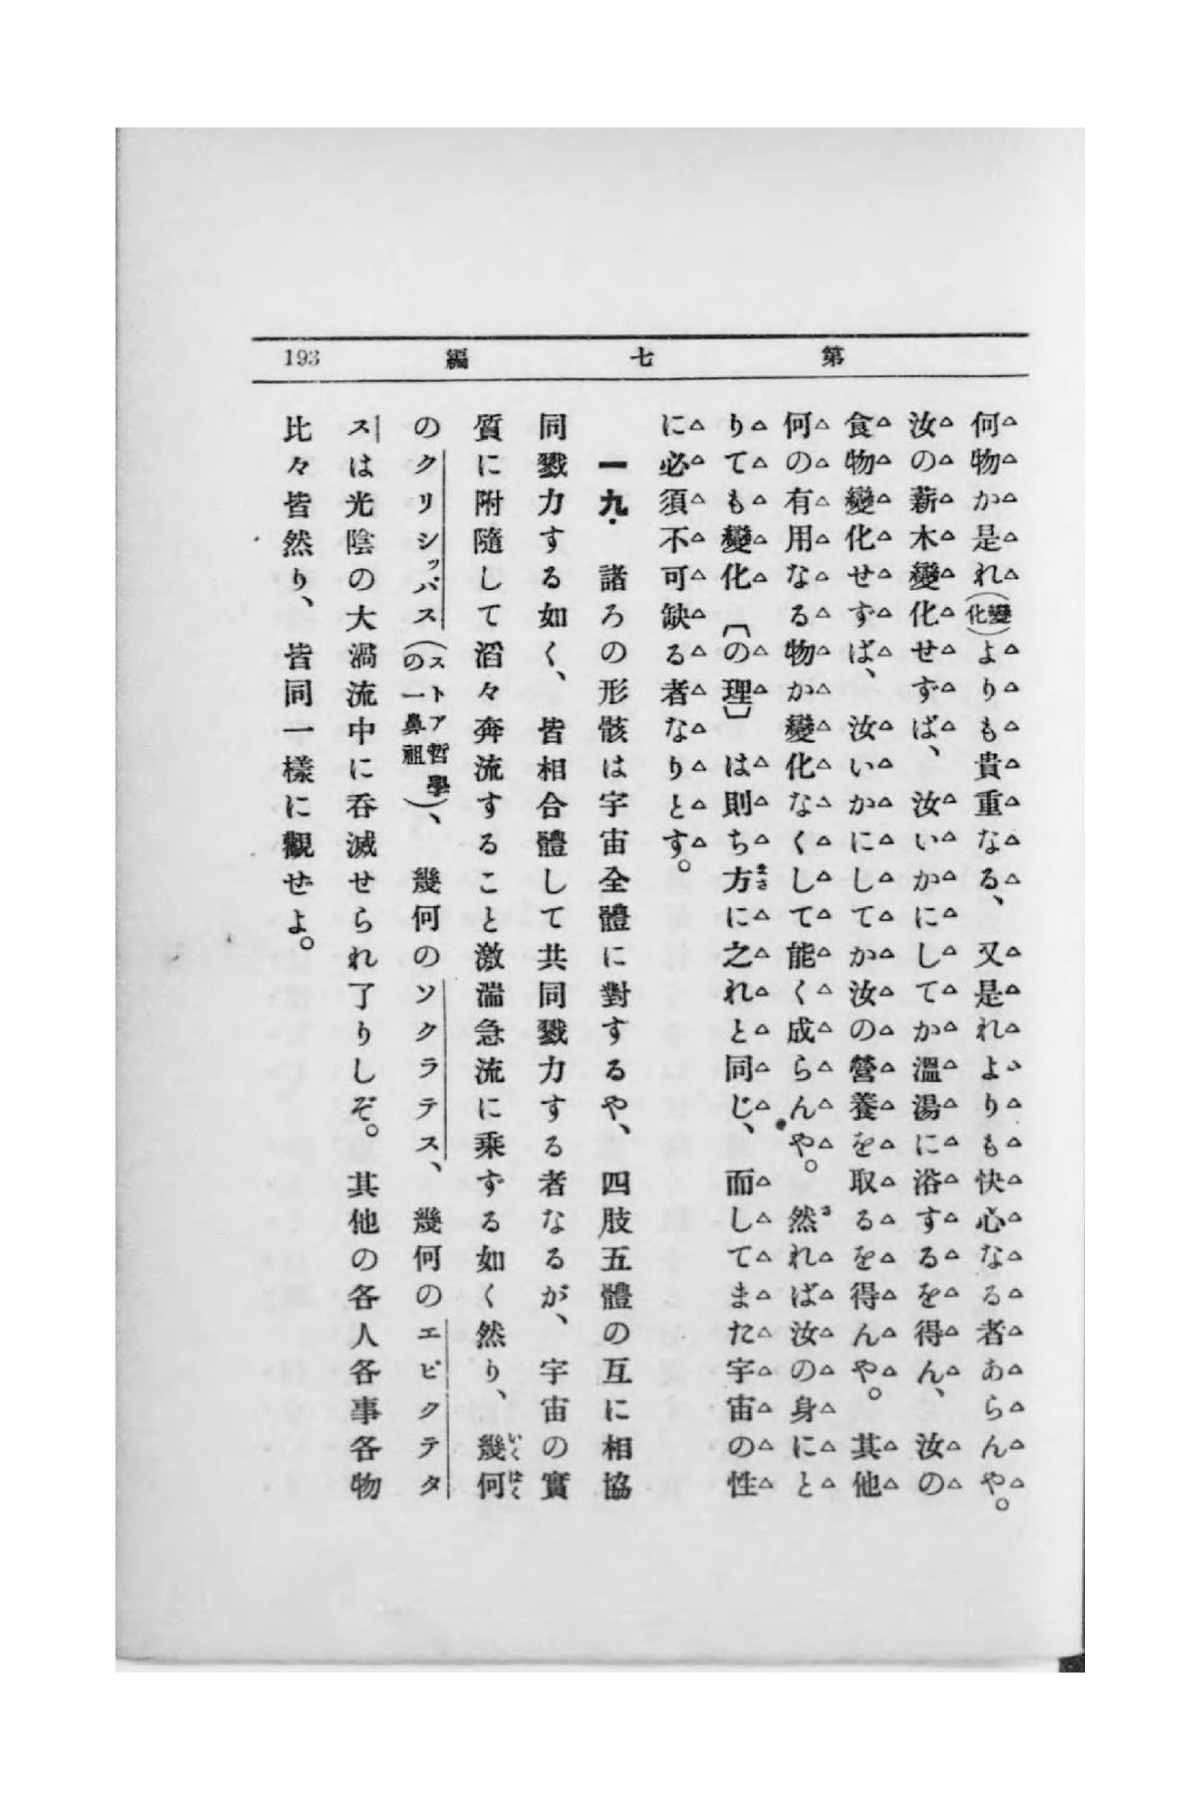 第七編
193
何物か是れ(變化)よりも貴重なる、又是れよりも快心なる者あらんや。
汝の薪木變化せずば、汝いかにしてか溫湯に浴するを得ん、汝の
食物變化せずば、汝いかにしてか汝の營養を取るを得んや。其他
何の有用なる物か變化なくして能く成らんや。然れば汝の身にと
りても變化〔の理〕は則ち方に之れと同じ、而してまた宇宙の性
に必須不可缺る者なりとす。
一九・諸ろの形骸は宇宙全體に對するや、四肢五體の互に相協
同戮力する如く、皆相合體して共同戮力する者なるが、宇宙の實
質に附隨して滔々奔流すること激湍急流に乘ずる如く然り、幾何
のクリシッパス(ストア哲學の一鼻祖)、幾何のソクラテス、幾何のエピクテタ
スは光陰の大渦流中に呑滅せられ了りしぞ。其他の各人各事各物
比々皆然り、皆同一樣に觀せよ。